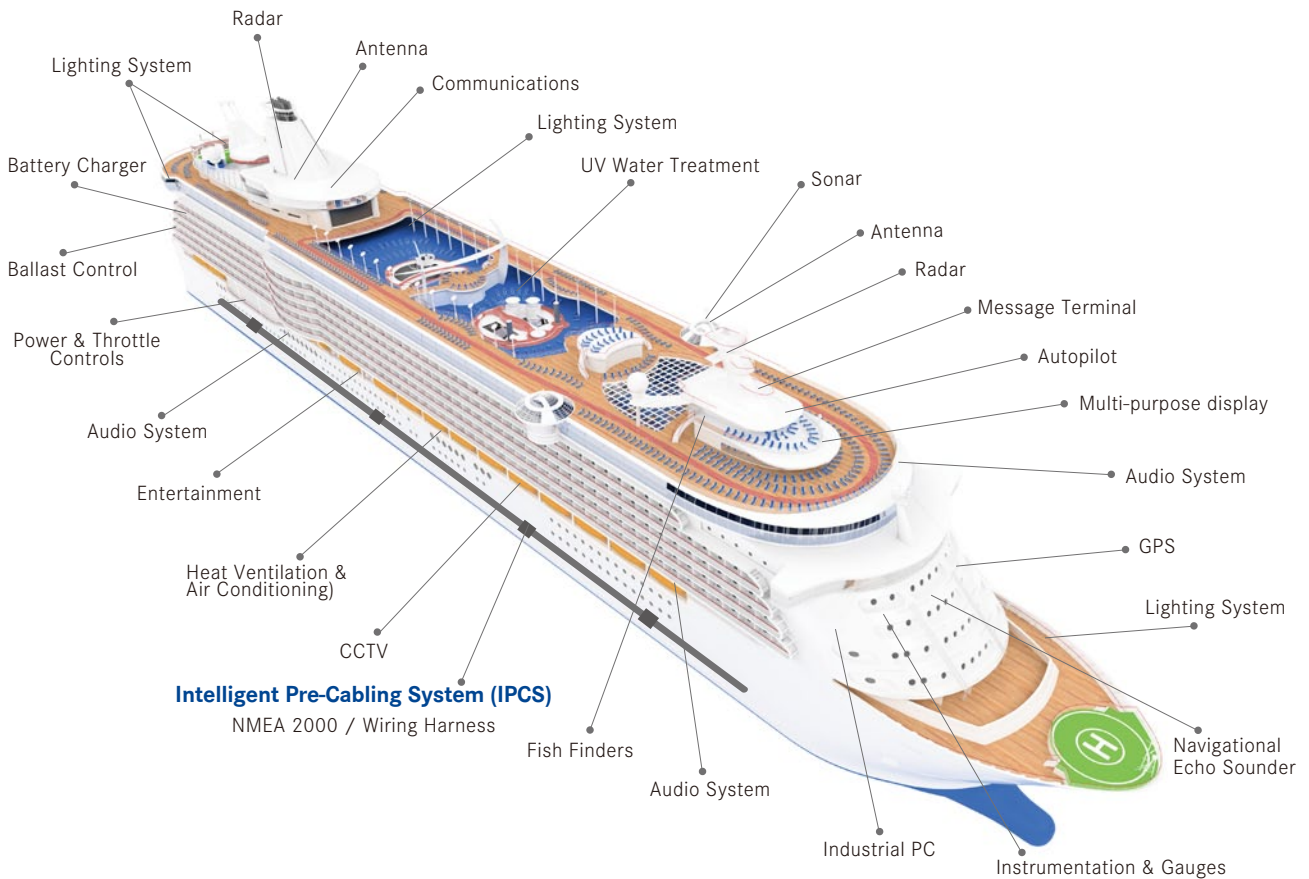 Radar
Antenna
Lighting System
Communications
Lighting System
Battery Charger
UV Water Treatment
Sonar
Antenna
Ballast Control
Radar
Message Terminal
Power & Throttle
Controls
Autopilot
Multi-purpose display
Audio System
Audio System
Entertainment
GPS
Heat Ventilation &
Air Conditioning)
Lighting System
CCTV
Intelligent Pre-Cabling System (IPCS)
NMEA 2000 / Wiring Harness
Fish Finders
Navigational
Echo Sounder
Audio System
Industrial PC
Instrumentation & Gauges
H